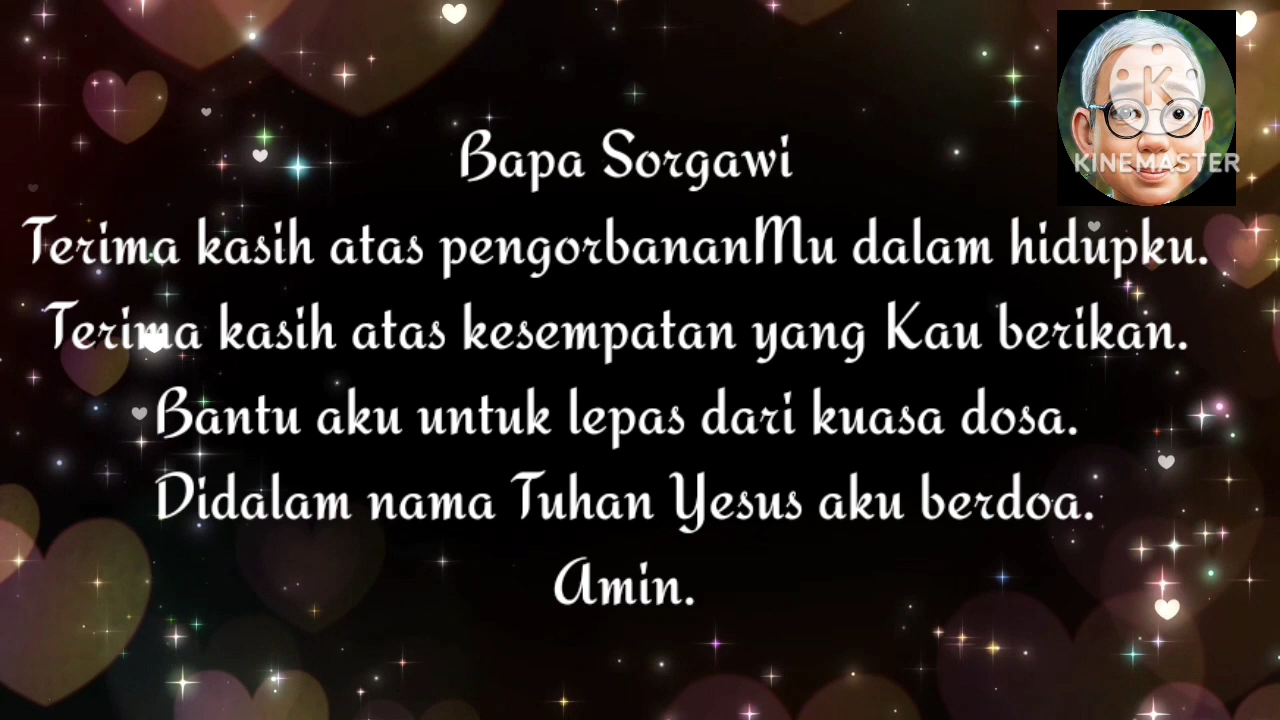 Bapa Sorgawi
Terima kasih atas pengorbananMu dalam hidupku.
Terima kasih atas kesempatan yang Kau berikan.
Bantu aku untuk lepas dari kuasa dosa.
Didalam nama Tuhan Yesus aku berdoa.
Amin.
K
KINEMASTER